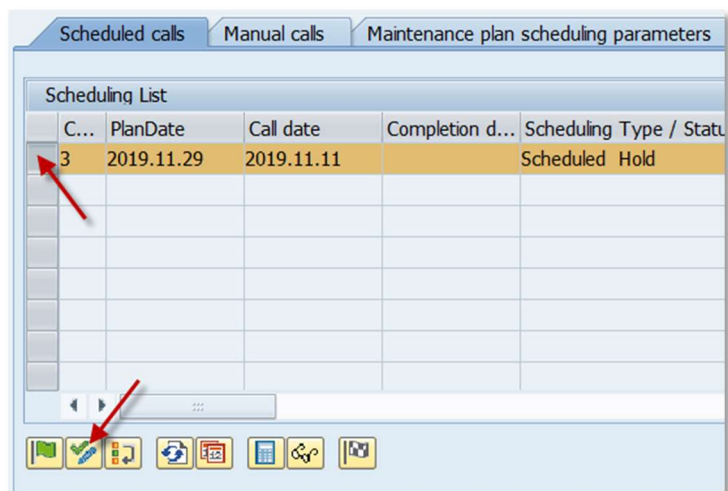 Scheduled calls Manual calls Maintenance plan scheduling parameters
Scheduling List
C... PlanDate Call date Completion d... Scheduling Type / Statu
3 2019.11.29 2019.11.11 Scheduled Hold